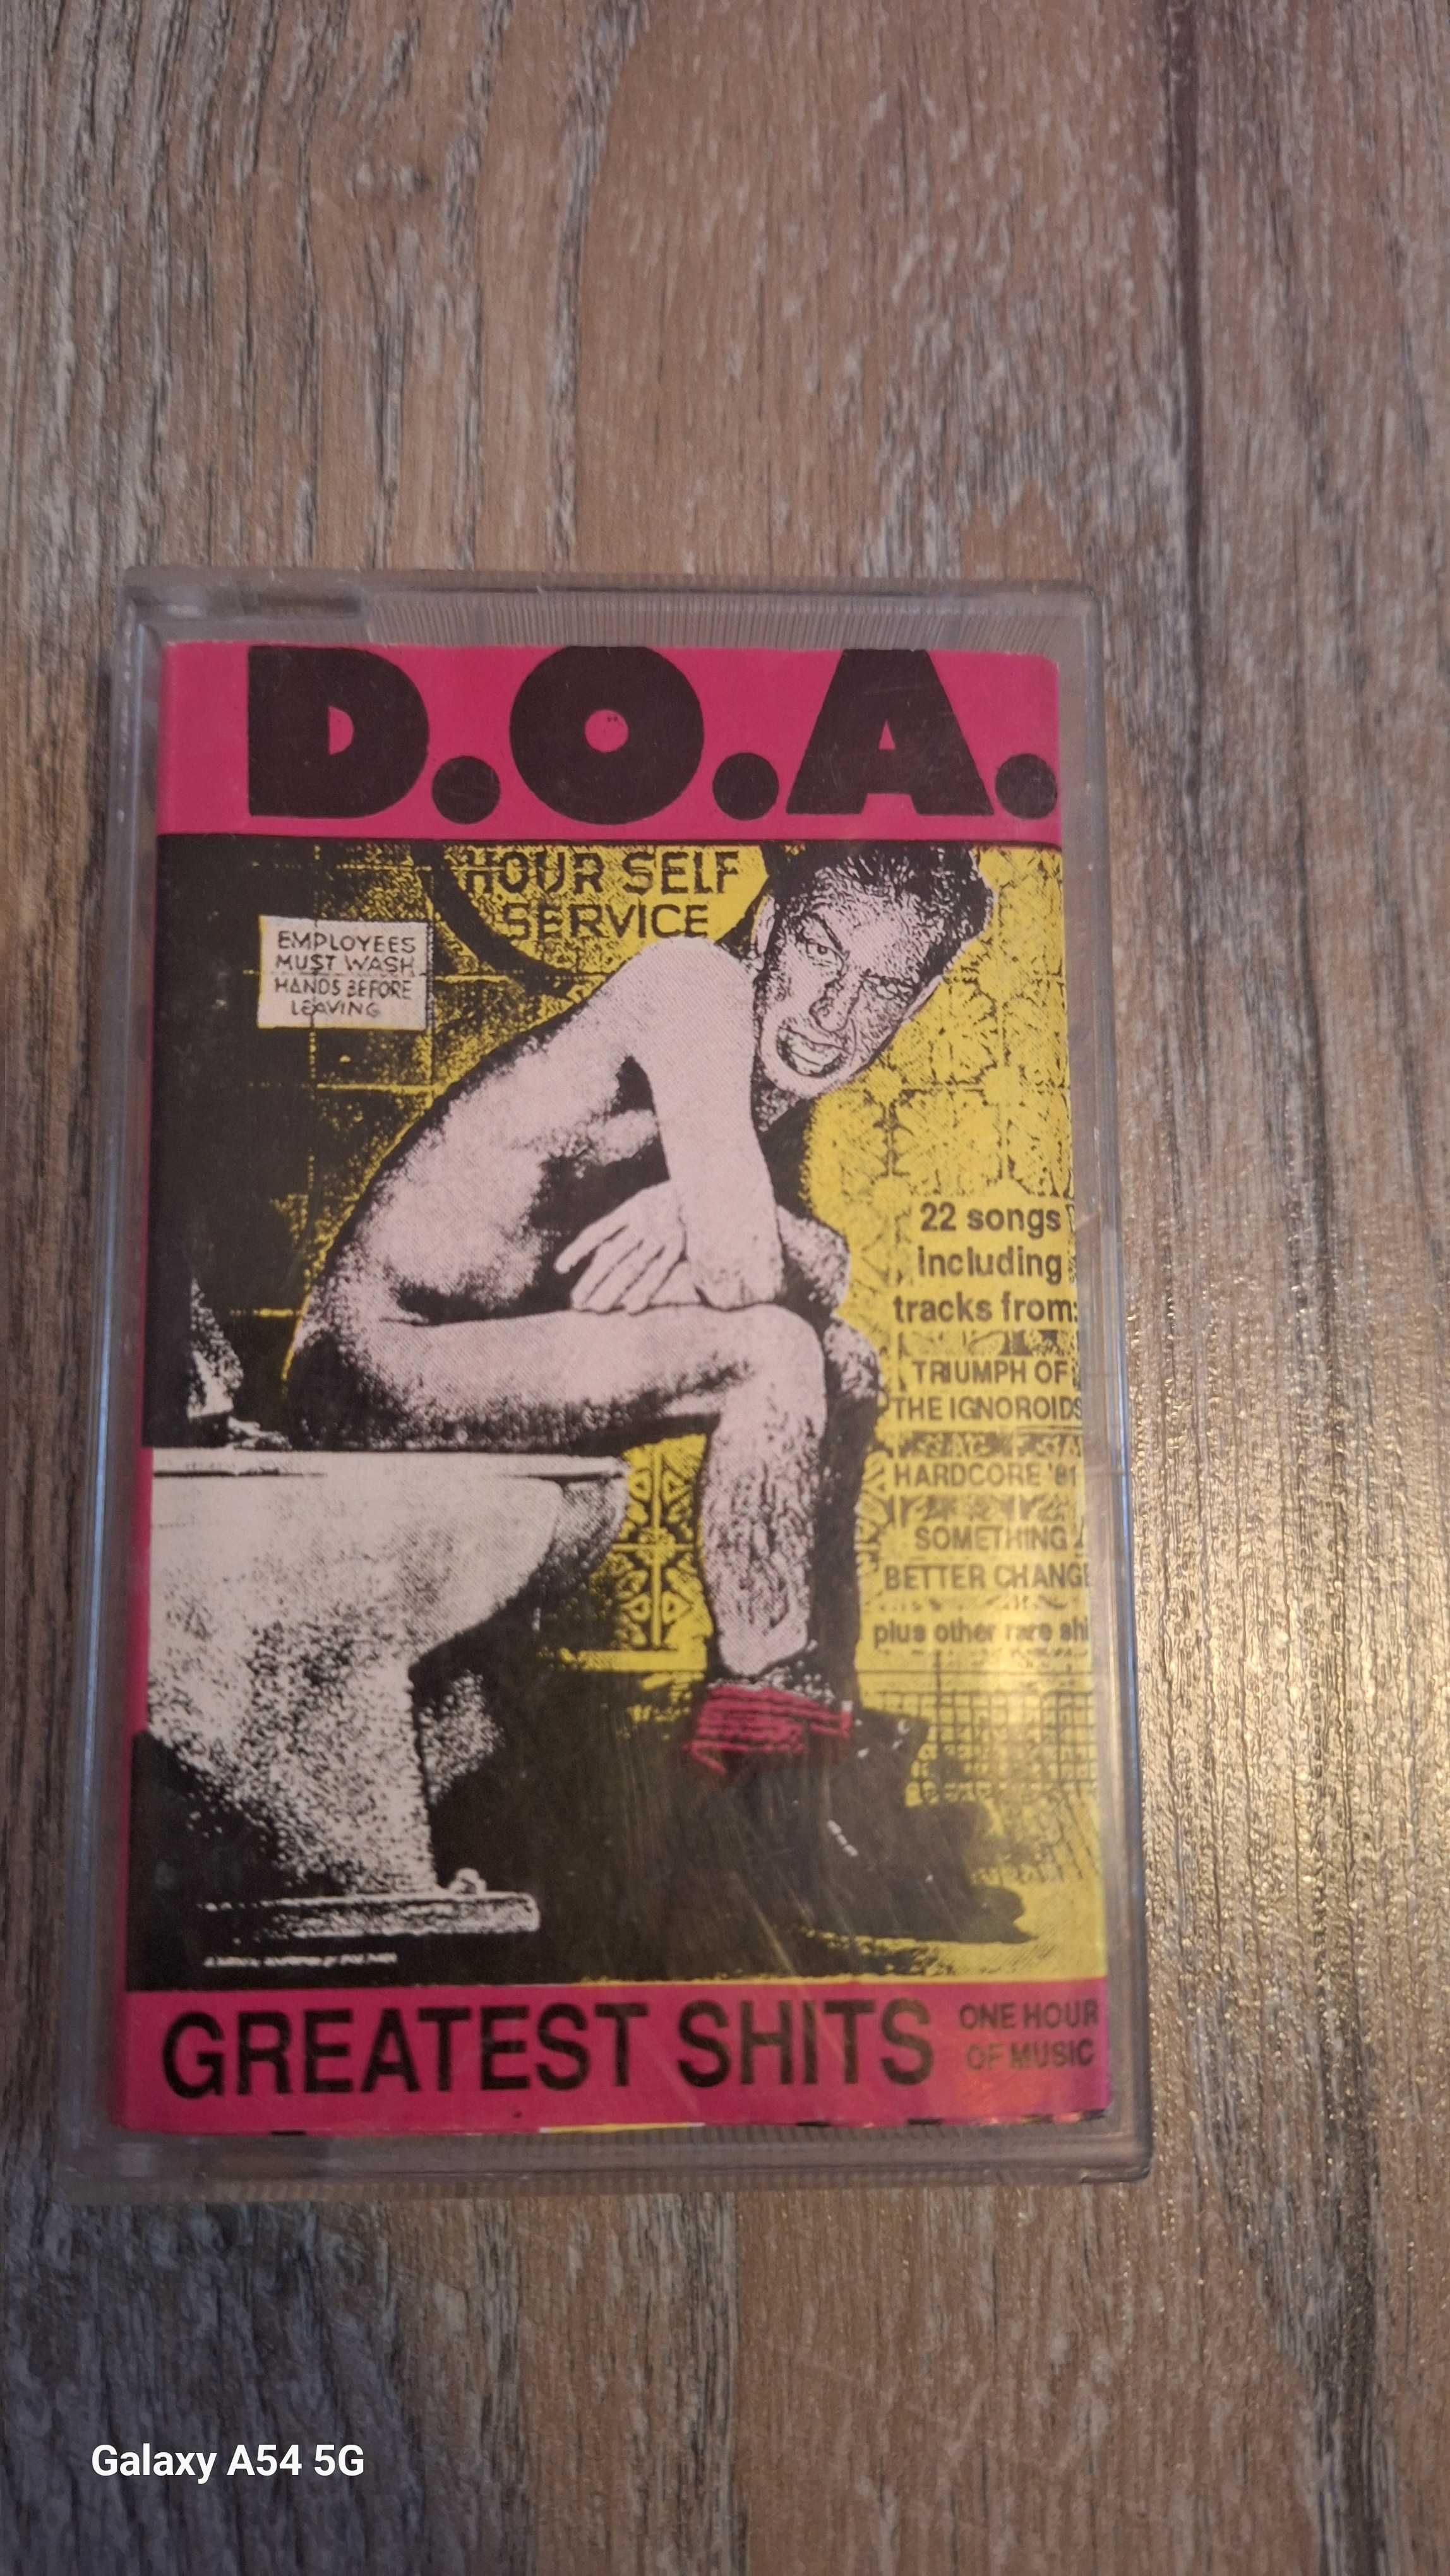 D.O.A.
HOUR SELF
SERVICE
EMPLOYEES
MUST WASH
HANDS BEFORE
LEAVING
22 songs
including
tracks from:
TRIUMPH OF
THE IGNOROIDS
HARDCORE '81
SOMETHING
BETTER CHANGE
plus other rare shi
GREATEST SHITS
ONE HOUR
OF MUSIC
Galaxy A54 5G